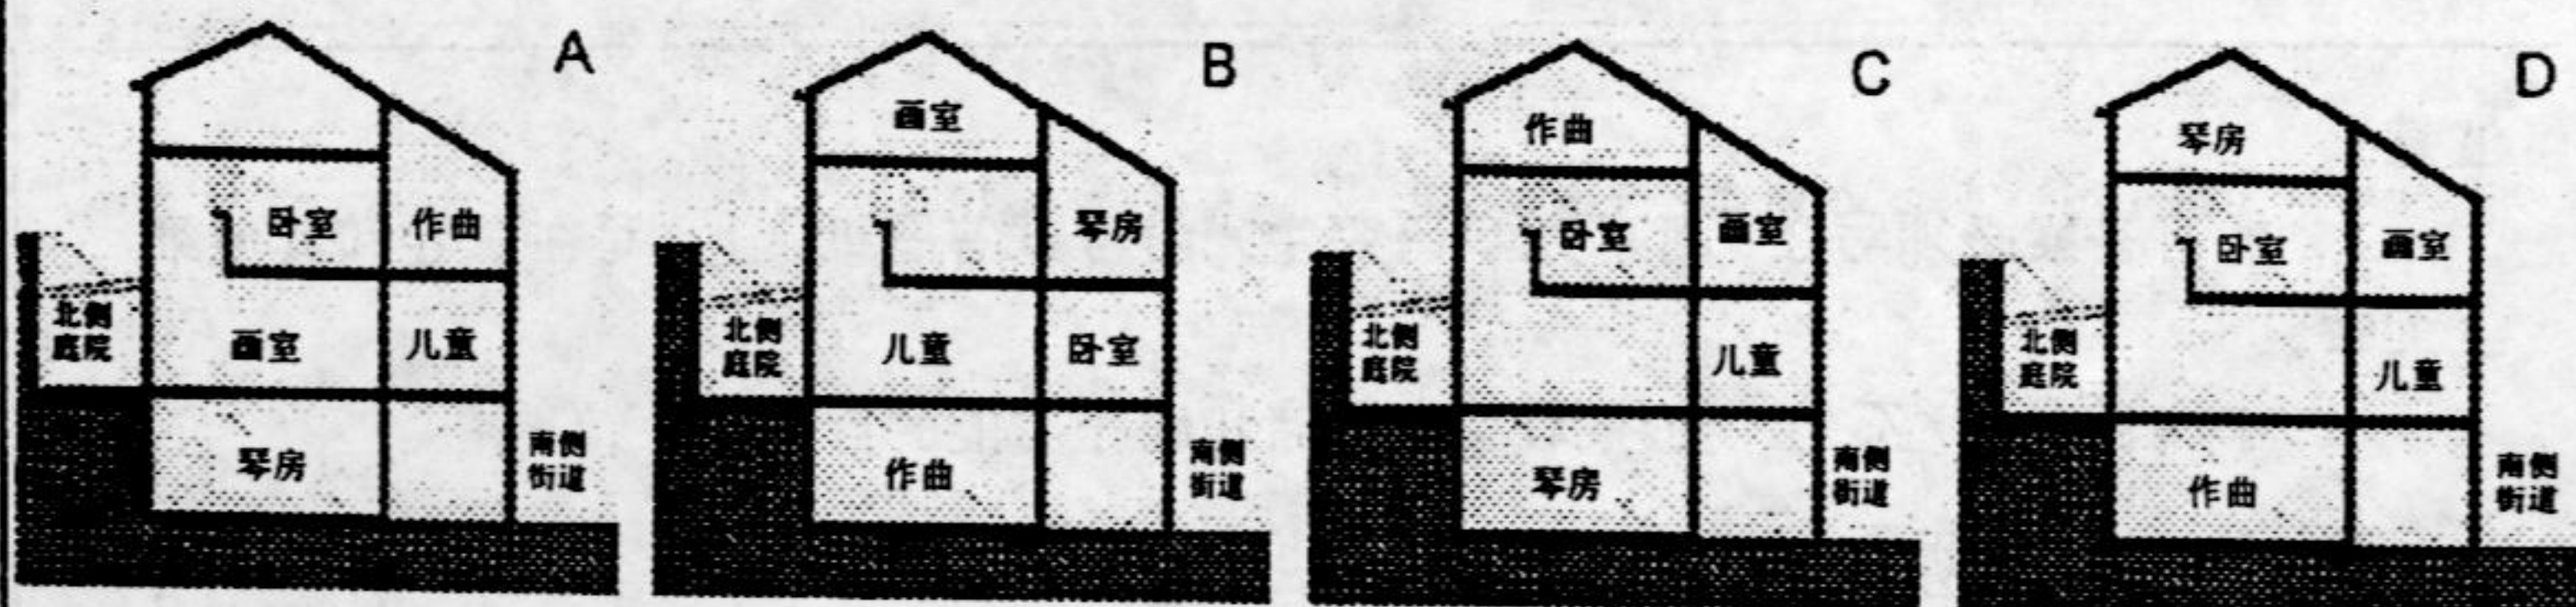 A
卧室
作曲
北侧
庭院
画室
儿童
琴房
南侧
街道
B
画室
琴房
北侧
庭院
儿童
卧室
作曲
南侧
街道
C
作曲
卧室
画室
北侧
庭院
儿童
琴房
南侧
街道
D
琴房
卧室
画室
北侧
庭院
儿童
作曲
南侧
街道